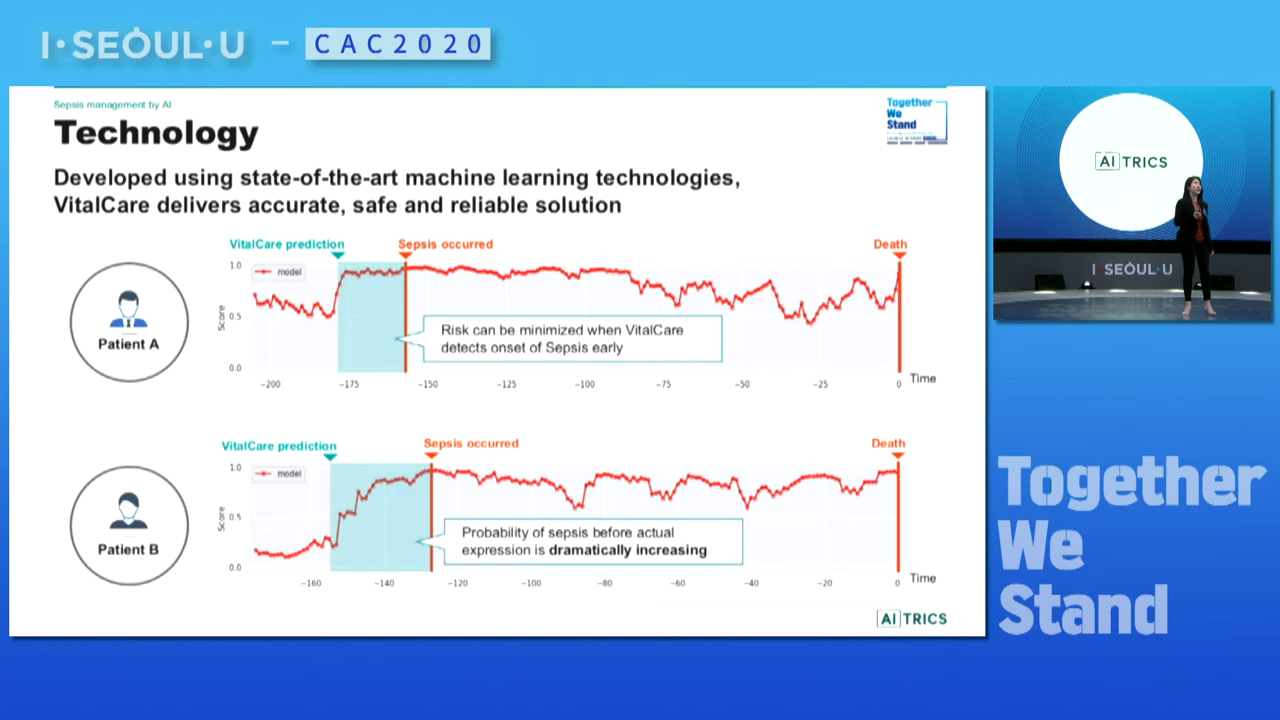 I·SEOUL·U – CAC2020
Sepsis management by AI
Technology
Together
We
Stand
Developed using state-of-the-art machine learning technologies,
VitalCare delivers accurate, safe and reliable solution
VitalCare prediction
Sepsis occurred
Death
1.0
0.5
0.0
Score
model
Risk can be minimized when VitalCare
detects onset of Sepsis early
−200 −175 −150 −125 −100 −75 −50 −25 0 Time
Patient A
VitalCare prediction
Sepsis occurred
Death
1.0
0.5
0.0
Score
model
Probability of sepsis before actual
expression is dramatically increasing
−160 −140 −120 −100 −80 −60 −40 −20 0 Time
Patient B
AITRICS
AITRICS
I·SEOUL·U
Together
We
Stand